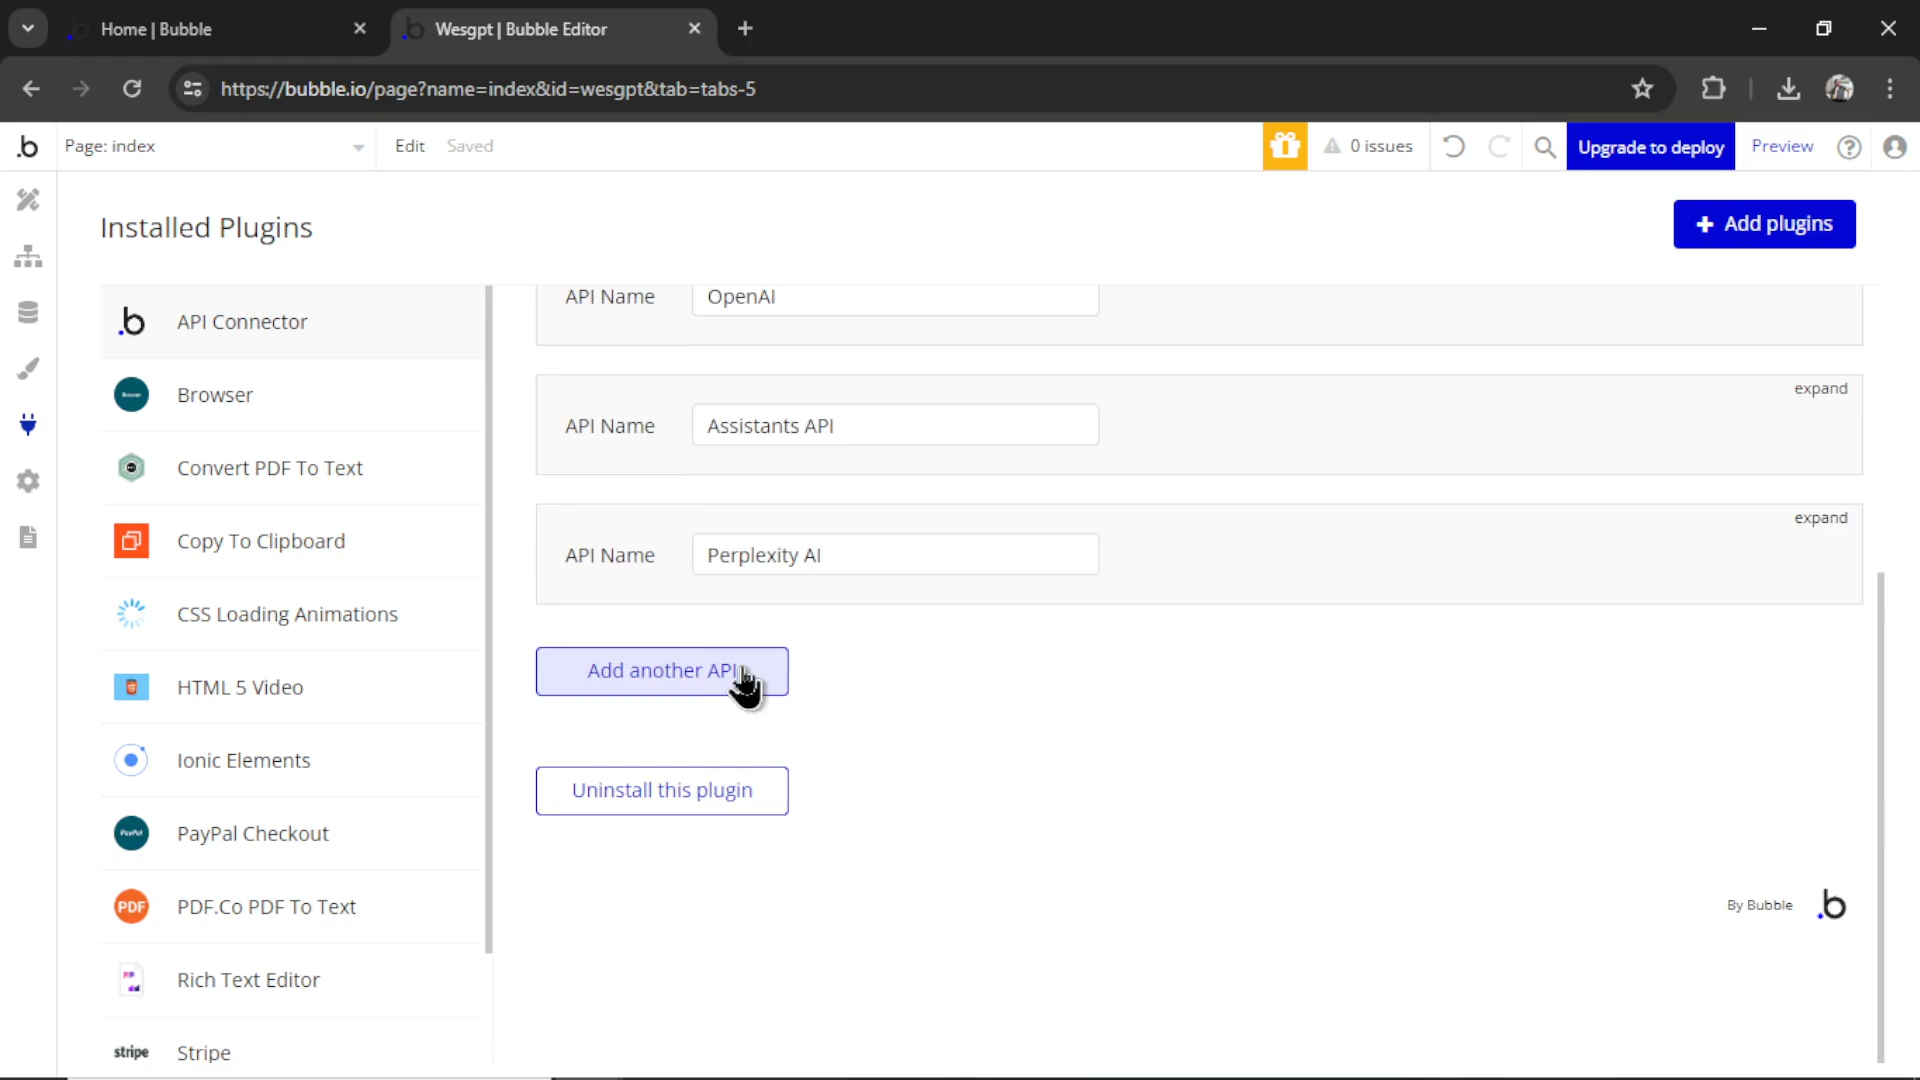 Home | Bubble
Wesgpt | Bubble Editor
https://bubble.io/page?name=index&id=wesgpt&tab=tabs-5
Page: index
Edit
Saved
0 issues
Upgrade to deploy
Preview
Installed Plugins
Add plugins
API Connector
Browser
Convert PDF To Text
Copy To Clipboard
CSS Loading Animations
HTML 5 Video
Ionic Elements
PayPal Checkout
PDF
PDF.Co PDF To Text
Rich Text Editor
stripe
Stripe
API Name
OpenAI
expand
API Name
Assistants API
expand
API Name
Perplexity AI
Add another API
Uninstall this plugin
By Bubble